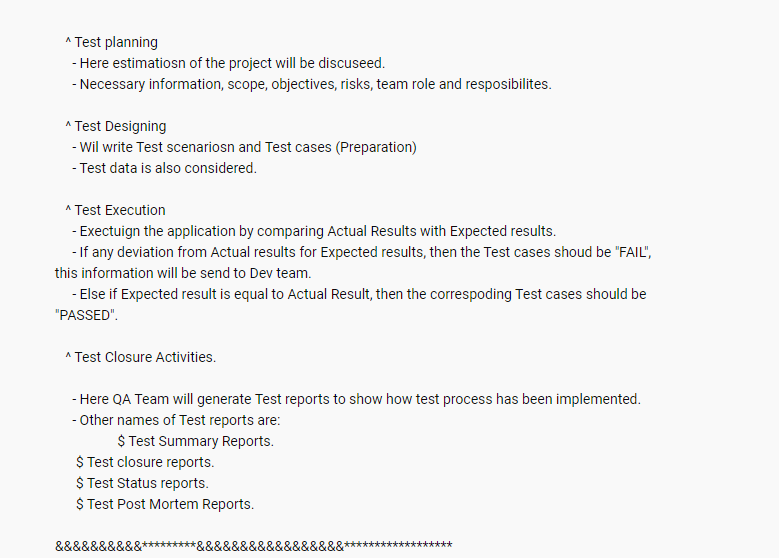 ^ Test planning
- Here estimatiosn of the project will be discuseed.
- Necessary information, scope, objectives, risks, team role and resposibilites.
^ Test Designing
- Wil write Test scenariosn and Test cases (Preparation)
- Test data is also considered.
^ Test Execution
- Exectuign the application by comparing Actual Results with Expected results.
- If any deviation from Actual results for Expected results, then the Test cases shoud be "FAIL",
this information will be send to Dev team.
- Else if Expected result is equal to Actual Result, then the correspoding Test cases should be
"PASSED".
^ Test Closure Activities.
- Here QA Team will generate Test reports to show how test process has been implemented.
- Other names of Test reports are:
$ Test Summary Reports.
$ Test closure reports.
$ Test Status reports.
$ Test Post Mortem Reports.
&&&&&&&&&&*********&&&&&&&&&&&&&&&&&******************